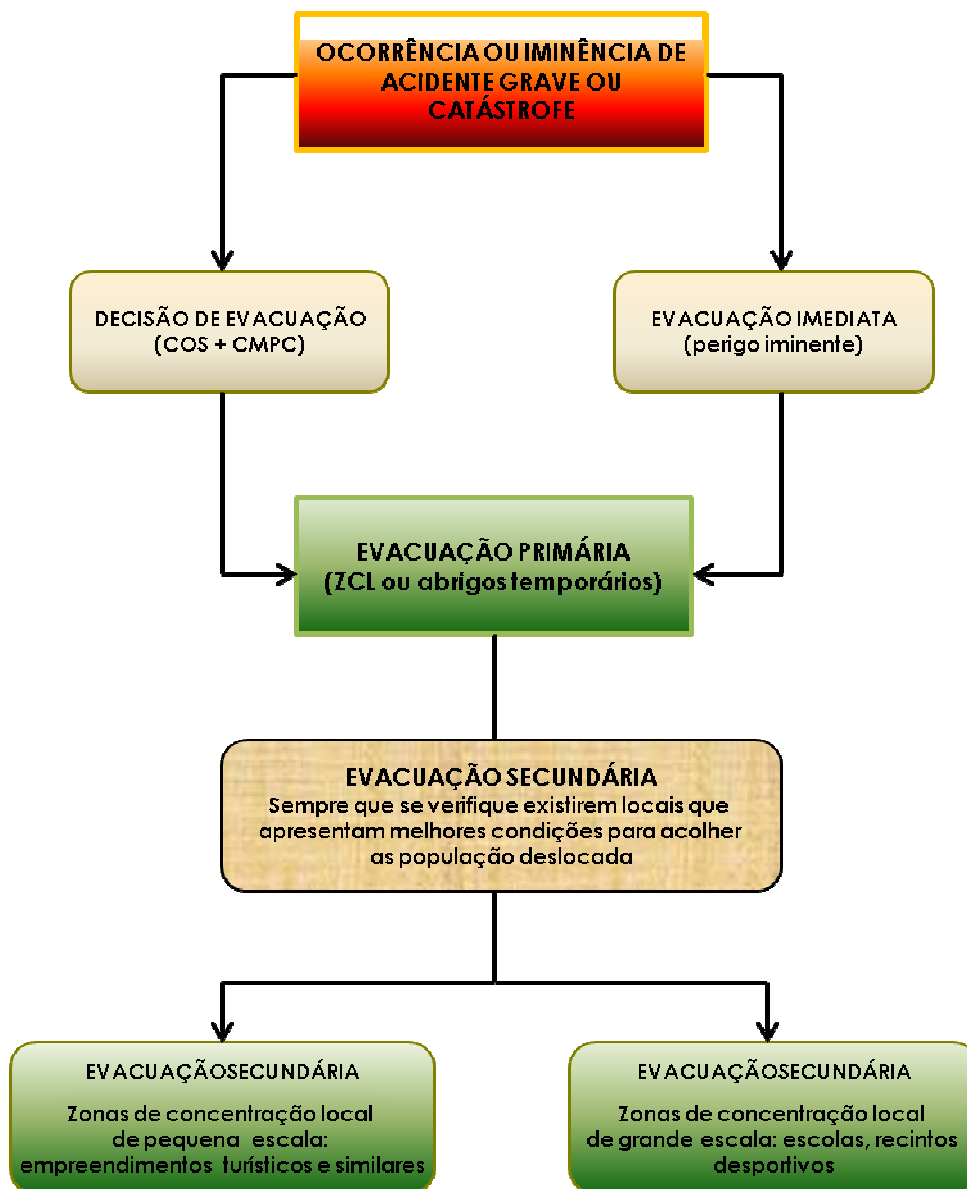 OCORRÊNCIA OU IMINÊNCIA DE
ACIDENTE GRAVE OU
CATÁSTROFE
DECISÃO DE EVACUAÇÃO
(COS + CMPC)
EVACUAÇÃO IMEDIATA
(perigo iminente)
EVACUAÇÃO PRIMÁRIA
(ZCL ou abrigos temporários)
EVACUAÇÃO SECUNDÁRIA
Sempre que se verifique existirem locais que
apresentam melhores condições para acolher
as população deslocada
EVACUAÇÃOSECUNDÁRIA
Zonas de concentração local
de pequena escala:
empreendimentos turísticos e similares
EVACUAÇÃOSECUNDÁRIA
Zonas de concentração local
de grande escala: escolas, recintos
desportivos